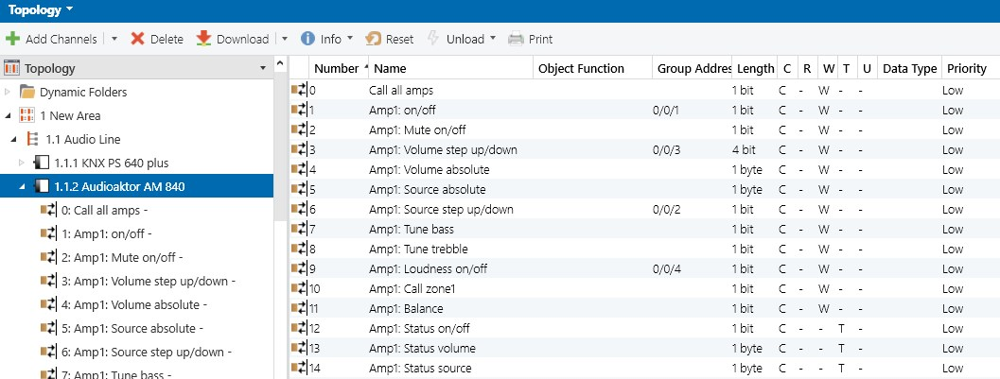 Topology
Add Channels Delete Download Info Reset Unload Print
Topology
Dynamic Folders
1 New Area
1.1 Audio Line
1.1.1 KNX PS 640 plus
1.1.2 Audioaktor AM 840
0: Call all amps -
1: Amp1: on/off -
2: Amp1: Mute on/off -
3: Amp1: Volume step up/down -
4: Amp1: Volume absolute -
5: Amp1: Source absolute -
6: Amp1: Source step up/down -
7: Amp1: Tune bass -
Number Name Object Function Group Addres Length C R W T U Data Type Priority
0 Call all amps 1 bit C - W - - Low
1 Amp1: on/off 0/0/1 1 bit C - W - - Low
2 Amp1: Mute on/off 1 bit C - W - - Low
3 Amp1: Volume step up/down 0/0/3 4 bit C - W - - Low
4 Amp1: Volume absolute 1 byte C - W - - Low
5 Amp1: Source absolute 1 byte C - W - - Low
6 Amp1: Source step up/down 0/0/2 1 bit C - W - - Low
7 Amp1: Tune bass 1 bit C - W - - Low
8 Amp1: Tune trebble 1 bit C - W - - Low
9 Amp1: Loudness on/off 0/0/4 1 bit C - W - - Low
10 Amp1: Call zone1 1 bit C - W - - Low
11 Amp1: Balance 1 bit C - W - - Low
12 Amp1: Status on/off 1 bit C - - T - Low
13 Amp1: Status volume 1 byte C - - T - Low
14 Amp1: Status source 1 byte C - - T - Low